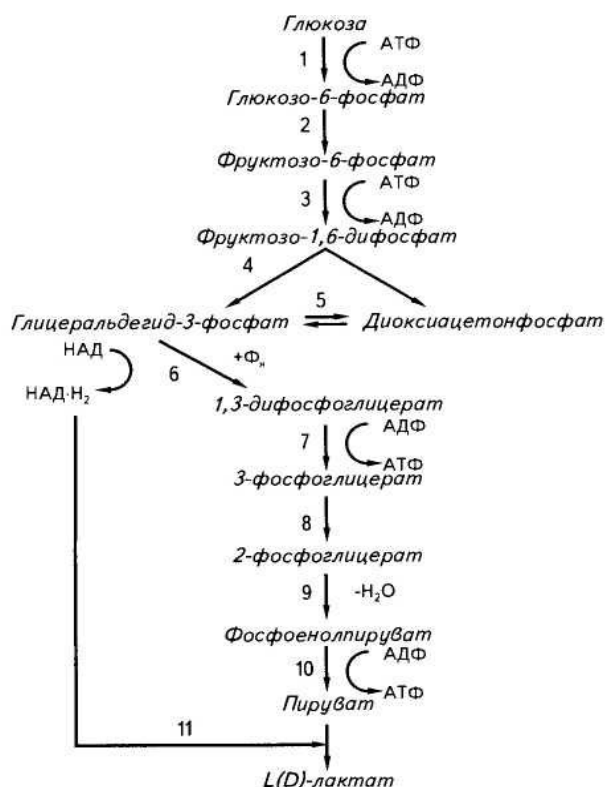 Глюкоза
1 АТФ
АДФ
Глюкозо-6-фосфат
2
Фруктозо-6-фосфат
3 АТФ
АДФ
Фруктозо-1,6-дифосфат
4
5
Глицеральдегид-3-фосфат Диоксиацетонфосфат
НАД
6 +Фн
НАД·H₂
1,3-дифосфоглицерат
7 АДФ
АТФ
3-фосфоглицерат
8
2-фосфоглицерат
9 -H₂O
Фосфоенолпируват
10 АДФ
АТФ
Пируват
11
L(D)-лактат